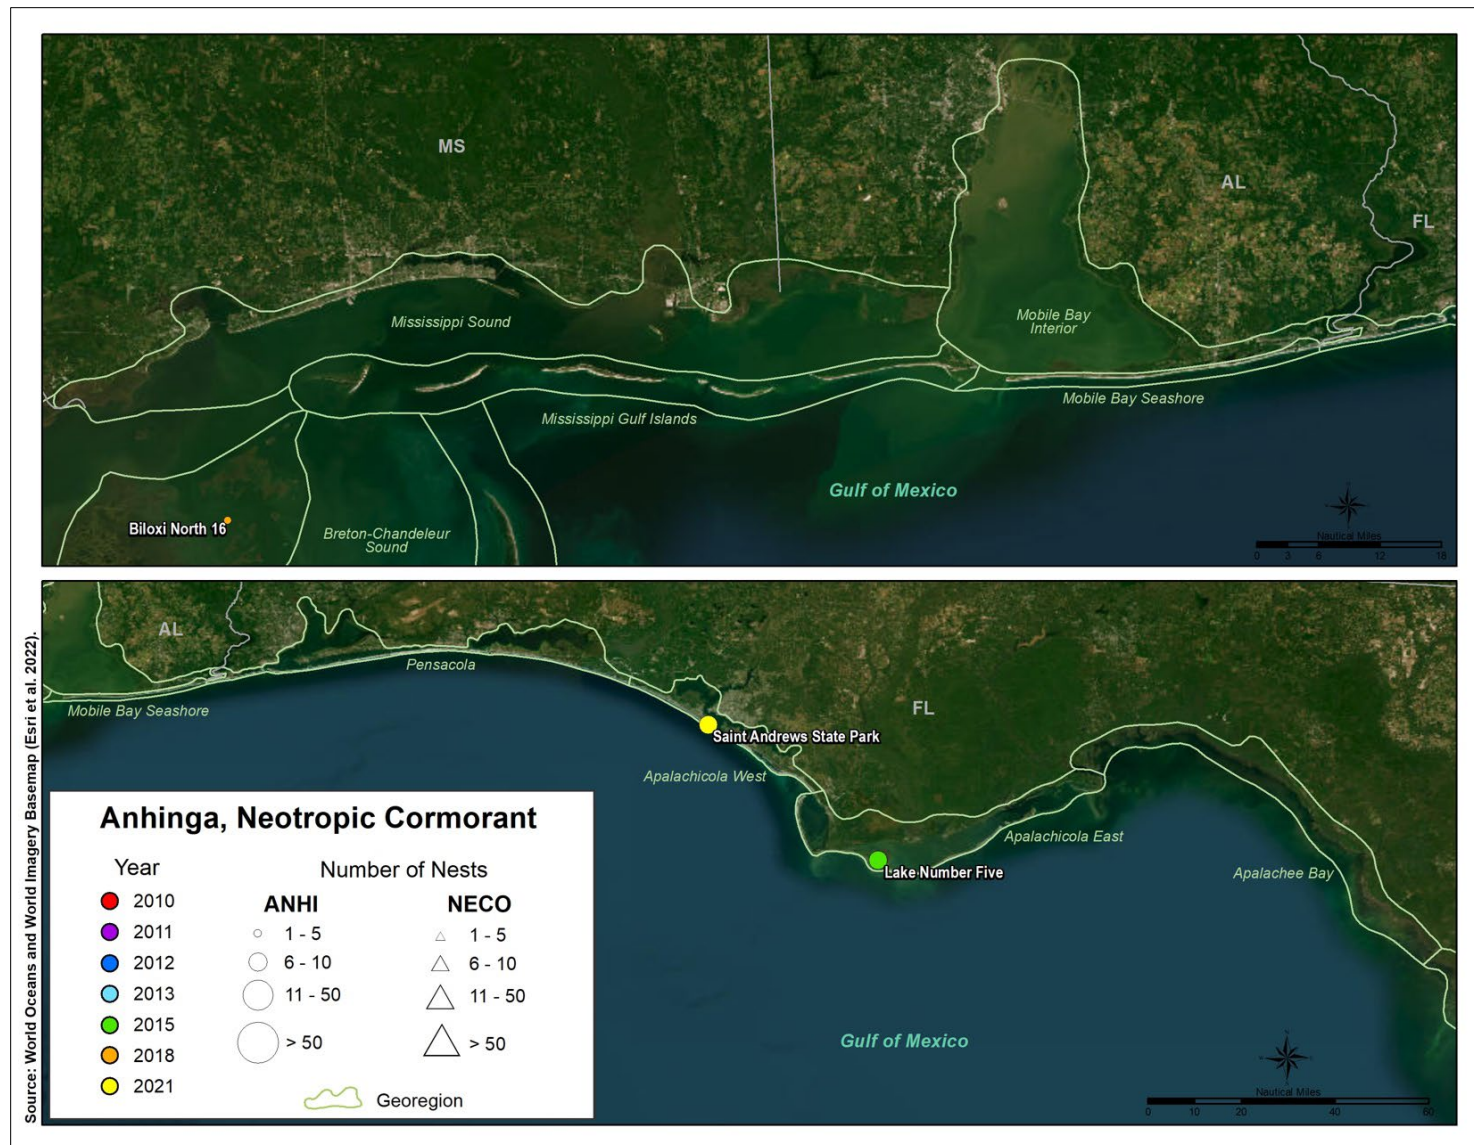 MS
AL
FL
Mississippi Sound
Mobile Bay
Interior
Mississippi Gulf Islands
Mobile Bay Seashore
Gulf of Mexico
Biloxi North 16
Breton-Chandeleur
Sound
Nautical Miles
0 3 6 12 18
AL
Pensacola
Mobile Bay Seashore
FL
Saint Andrews State Park
Apalachicola West
Apalachicola East
Lake Number Five
Apalachee Bay
Gulf of Mexico
Nautical Miles
0 10 20 40 60
Anhinga, Neotropic Cormorant
Year
2010
2011
2012
2013
2015
2018
2021
Number of Nests
ANHI
1 - 5
6 - 10
11 - 50
> 50
NECO
1 - 5
6 - 10
11 - 50
> 50
Georegion
Source: World Oceans and World Imagery Basemap (Esri et al. 2022).